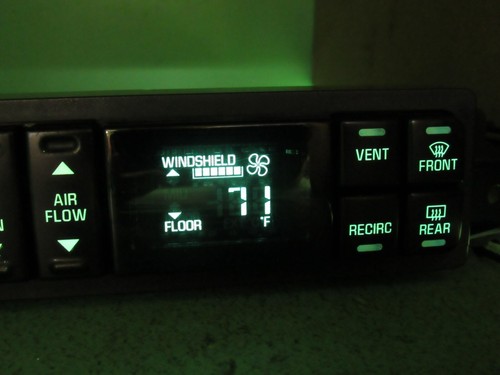 AIR
FLOW
WINDSHIELD
71
°F
FLOOR
VENT
FRONT
RECIRC
REAR